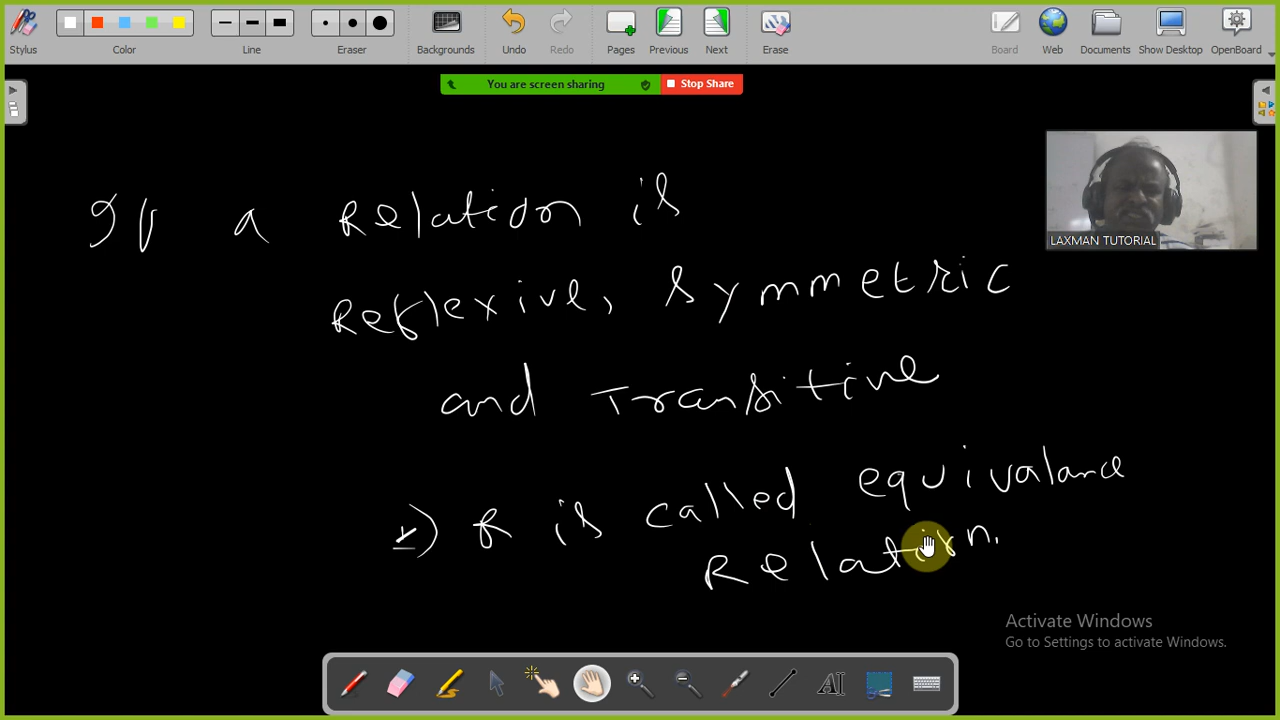 Stylus
Color
Line
Eraser
Backgrounds
Undo
Redo
Pages
Previous
Next
Erase
Board
Web
Documents
Show Desktop
OpenBoard
You are screen sharing
Stop Share
LAXMAN TUTORIAL
If a Relation is
Reflexive, Symmetric
and Transitive
R is called equivalance
Relation.
Activate Windows
Go to Settings to activate Windows.
AI